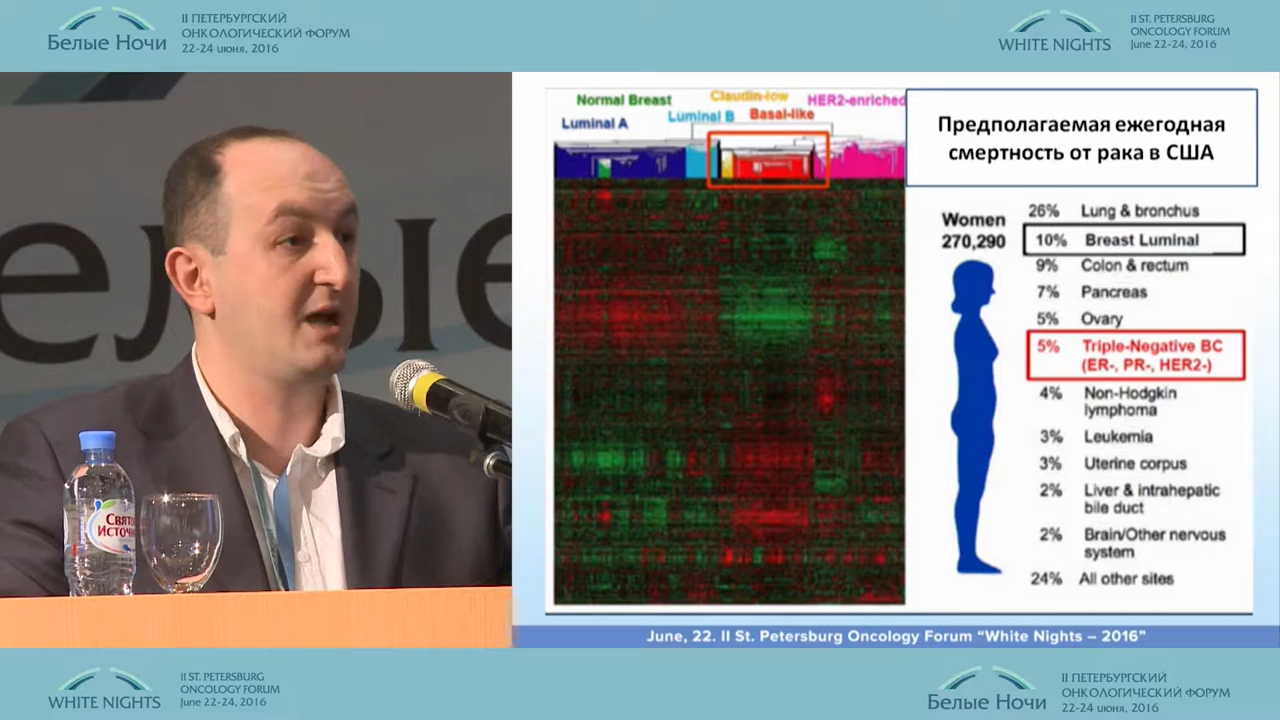 Белые Ночи
II ПЕТЕРБУРГСКИЙ
ОНКОЛОГИЧЕСКИЙ ФОРУМ
22-24 июня, 2016
WHITE NIGHTS
II ST. PETERSBURG
ONCOLOGY FORUM
June 22-24, 2016
елые
Свято
Источн
Normal Breast
Claudin-low
HER2-enriched
Luminal A
Luminal B
Basal-like
Предполагаемая ежегодная
смертность от рака в США
Women
270,290
26% Lung & bronchus
10% Breast Luminal
9% Colon & rectum
7% Pancreas
5% Ovary
5% Triple-Negative BC
(ER-, PR-, HER2-)
4% Non-Hodgkin
lymphoma
3% Leukemia
3% Uterine corpus
2% Liver & intrahepatic
bile duct
2% Brain/Other nervous
system
24% All other sites
June, 22. II St. Petersburg Oncology Forum “White Nights – 2016”
WHITE NIGHTS
II ST. PETERSBURG
ONCOLOGY FORUM
June 22-24, 2016
Белые Ночи
II ПЕТЕРБУРГСКИЙ
ОНКОЛОГИЧЕСКИЙ ФОРУМ
22-24 июня, 2016